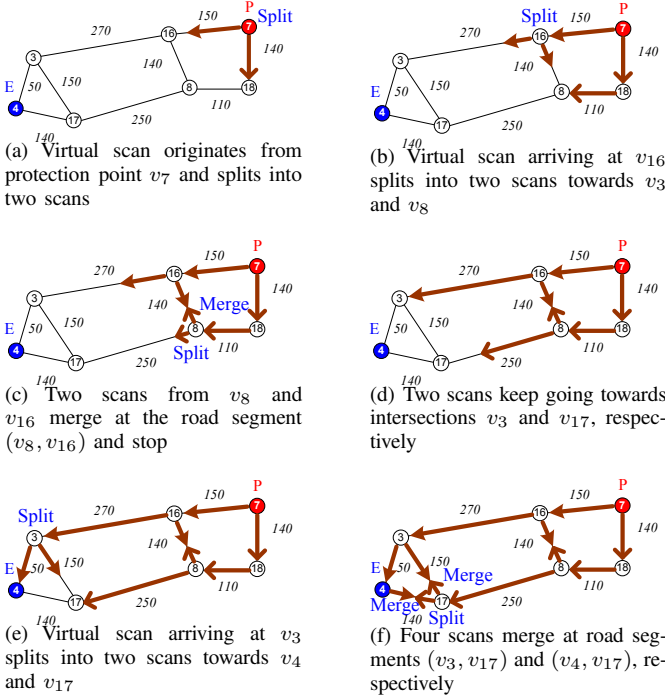 P
150
Split
7
270
16
140
3
140
E
50
150
8
18
4
110
17
250
140
(a) Virtual scan originates from
protection point v7 and splits into
two scans
P
Split
150
7
270
16
140
3
140
E
50
150
8
18
4
110
17
250
140
(b) Virtual scan arriving at v16
splits into two scans towards v3
and v8
P
150
7
270
16
140
3
140
Merge
E
50
150
8
18
4
110
17
250
Split
140
(c) Two scans from v8 and
v16 merge at the road segment
(v8, v16) and stop
P
150
7
270
16
140
3
140
E
50
150
8
18
4
110
17
250
140
(d) Two scans keep going towards
intersections v3 and v17, respec-
tively
P
150
7
270
16
Split
140
3
140
E
50
150
8
18
4
110
17
250
140
(e) Virtual scan arriving at v3
splits into two scans towards v4
and v17
P
150
7
270
16
140
3
140
E
50
150
8
18
Merge
4
110
Merge
17
250
140
Split
(f) Four scans merge at road seg-
ments (v3, v17) and (v4, v17), re-
spectively